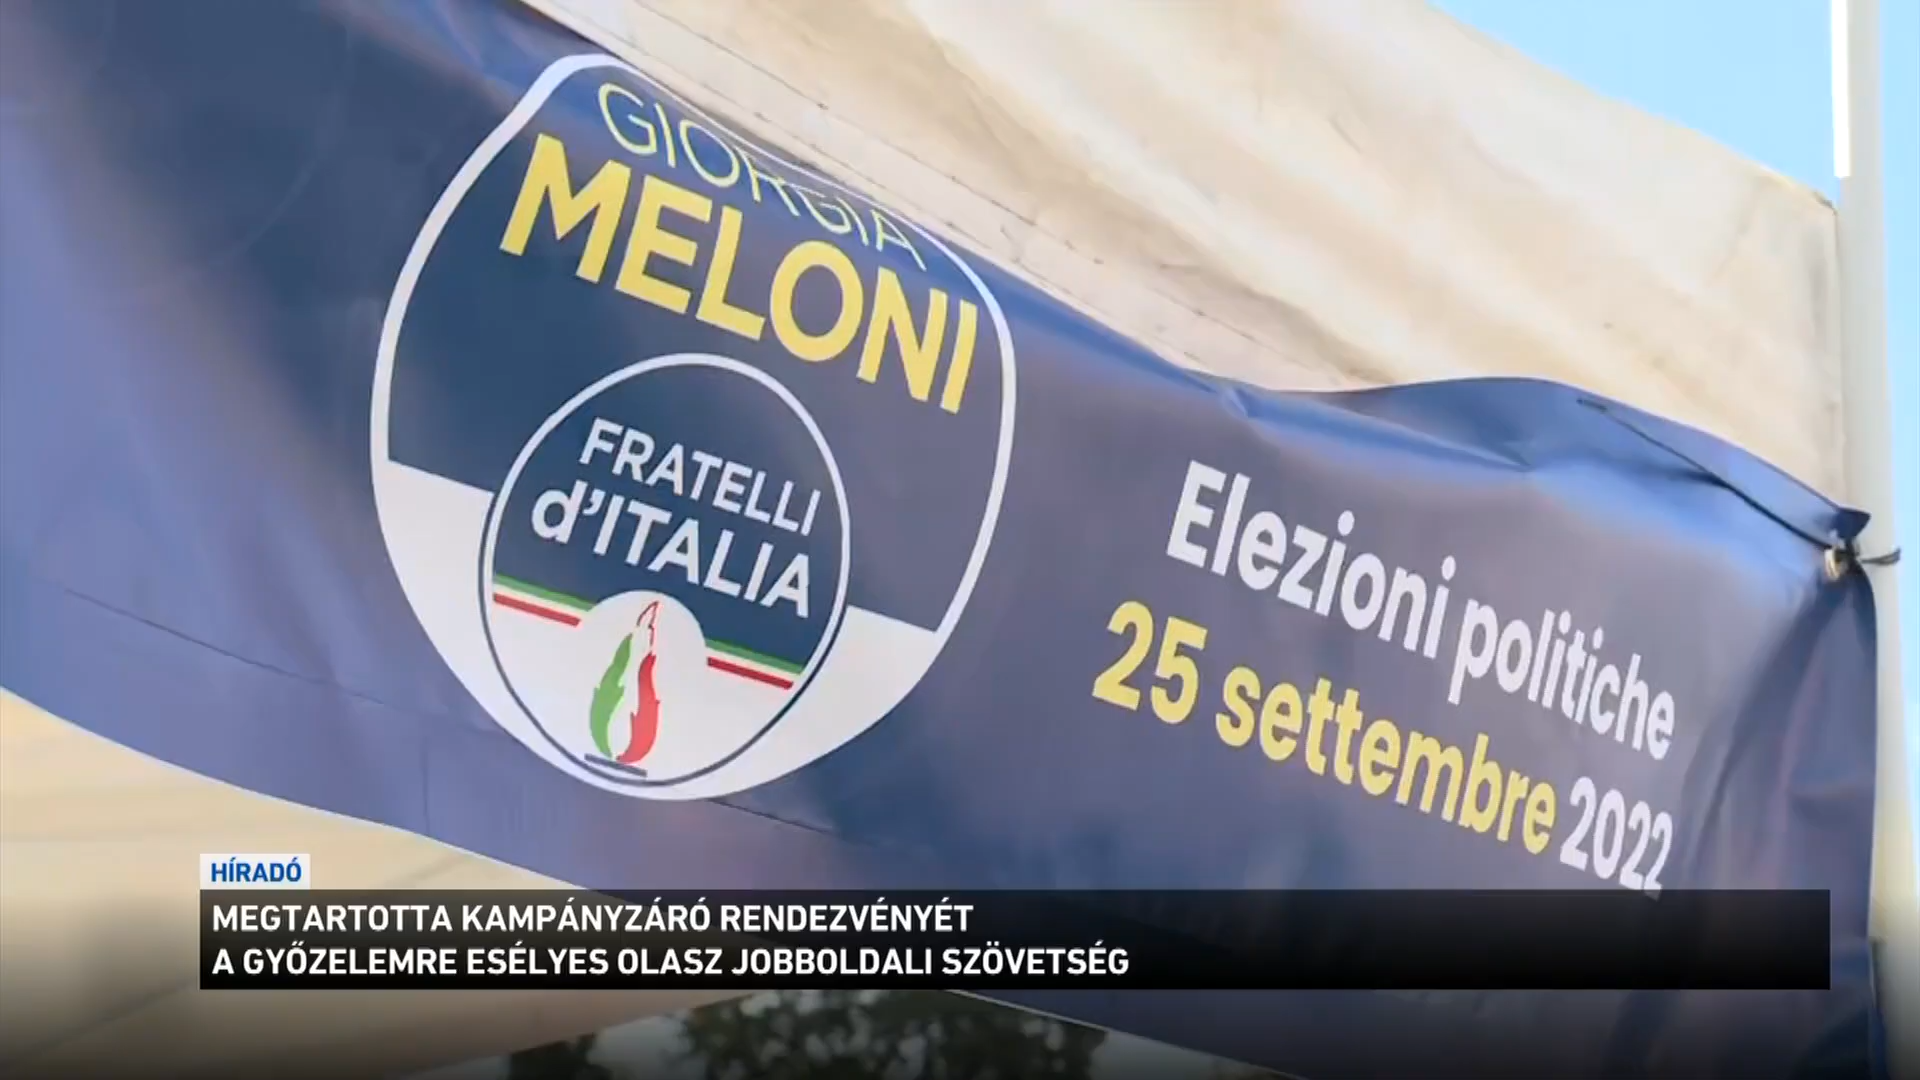 GIORGIA
MELONI
FRATELLI
d'ITALIA
Elezioni politiche
25 settembre 2022
HÍRADÓ
MEGTARTOTTA KAMPÁNYZÁRÓ RENDEZVÉNYÉT
A GYŐZELEMRE ESÉLYES OLASZ JOBBOLDALI SZÖVETSÉG